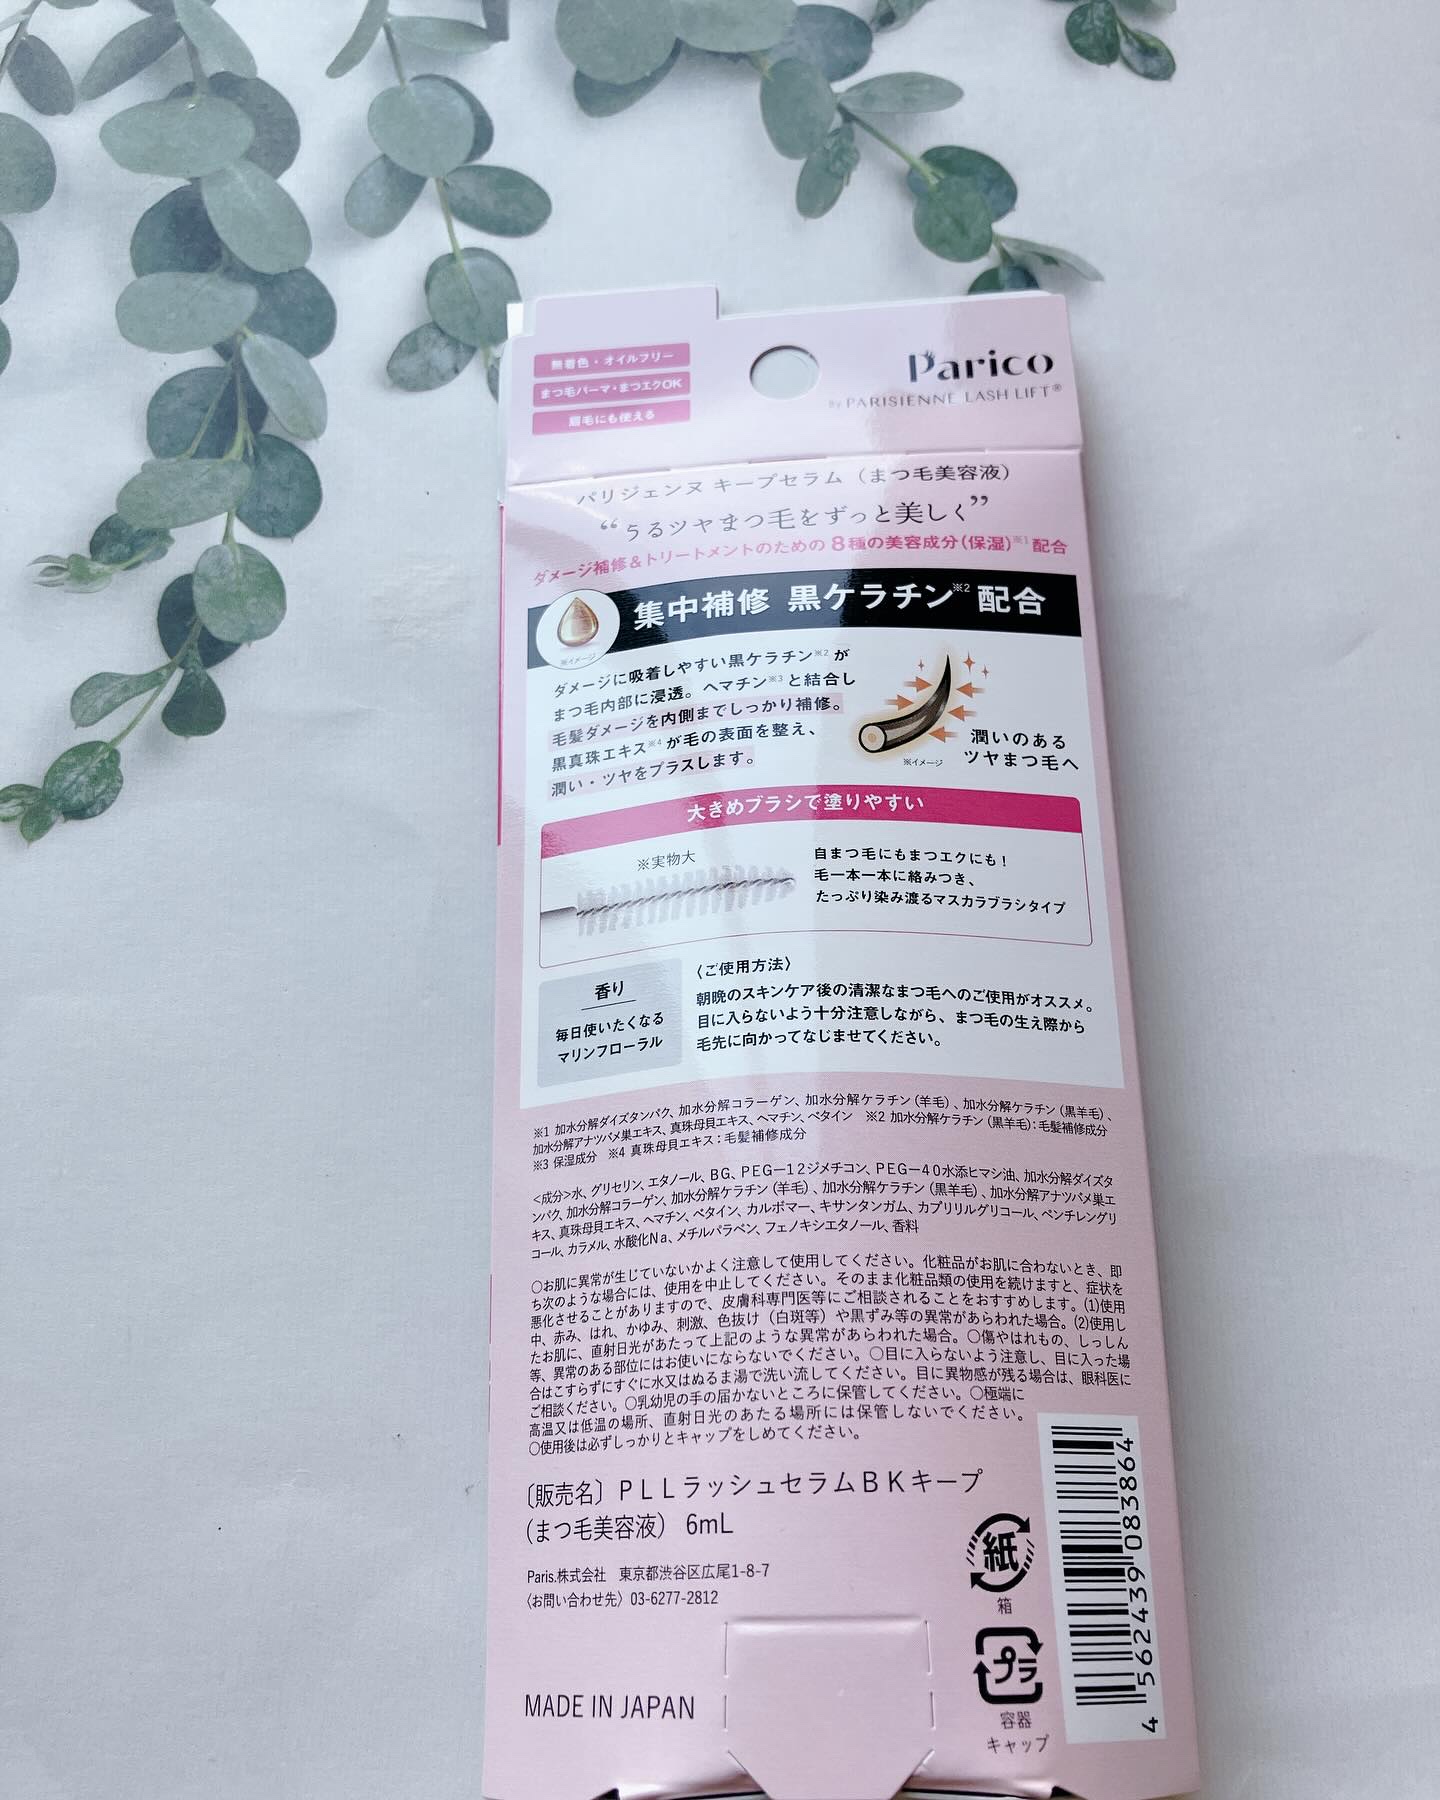 無着色・オイルフリー
まつ毛パーマ・まつエクOK
眉毛にも使える
Parico
By PARISIENNE LASH LIFT®
パリジェンヌ キープセラム（まつ毛美容液）
“うるツヤまつ毛をずっと美しく”
ダメージ補修＆トリートメントのための 8種の美容成分(保湿)※1 配合
集中補修 黒ケラチン※2 配合
※イメージ
ダメージに吸着しやすい黒ケラチン※2 が
まつ毛内部に浸透。ヘマチン※3 と結合し
毛髪ダメージを内側までしっかり補修。
黒真珠エキス※4 が毛の表面を整え、
潤い・ツヤをプラスします。
※イメージ
潤いのある
ツヤまつ毛へ
大きめブラシで塗りやすい
※実物大
自まつ毛にもまつエクにも！
毛一本一本に絡みつき、
たっぷり染み渡るマスカラブラシタイプ
香り
毎日使いたくなる
マリンフローラル
〈ご使用方法〉
朝晩のスキンケア後の清潔なまつ毛へのご使用がオススメ。
目に入らないよう十分注意しながら、まつ毛の生え際から
毛先に向かってなじませてください。
※1 加水分解ダイズタンパク、加水分解コラーゲン、加水分解ケラチン（羊毛）、加水分解ケラチン（黒羊毛）、
加水分解アナツバメ巣エキス、真珠母貝エキス、ヘマチン、ベタイン ※2 加水分解ケラチン（黒羊毛）：毛髪補修成分
※3 保湿成分 ※4 真珠母貝エキス：毛髪補修成分
＜成分＞水、グリセリン、エタノール、BG、PEG－12ジメチコン、PEG－40水添ヒマシ油、加水分解ダイズタ
ンパク、加水分解コラーゲン、加水分解ケラチン（羊毛）、加水分解ケラチン（黒羊毛）、加水分解アナツバメ巣エ
キス、真珠母貝エキス、ヘマチン、ベタイン、カルボマー、キサンタンガム、カプリリルグリコール、ペンチレングリ
コール、カラメル、水酸化Na、メチルパラベン、フェノキシエタノール、香料
○お肌に異常が生じていないかよく注意して使用してください。化粧品がお肌に合わないとき、即
ち次のような場合には、使用を中止してください。そのまま化粧品類の使用を続けますと、症状を
悪化させることがありますので、皮膚科専門医等にご相談されることをおすすめします。(1)使用
中、赤み、はれ、かゆみ、刺激、色抜け（白斑等）や黒ずみ等の異常があらわれた場合。(2)使用し
たお肌に、直射日光があたって上記のような異常があらわれた場合。○傷やはれもの、しっしん
等、異常のある部位にはお使いにならないでください。○目に入らないよう注意し、目に入った場
合はこすらずにすぐに水又はぬるま湯で洗い流してください。目に異物感が残る場合は、眼科医に
ご相談ください。○乳幼児の手の届かないところに保管してください。○極端に
高温又は低温の場所、直射日光のあたる場所には保管しないでください。
○使用後は必ずしっかりとキャップをしめてください。
〔販売名〕ＰＬＬラッシュセラムＢＫキープ
（まつ毛美容液） 6mL
Paris.株式会社 東京都渋谷区広尾1-8-7
〈お問い合わせ先〉03-6277-2812
MADE IN JAPAN
紙
箱
プラ
容器
キャップ
4 562439 083864